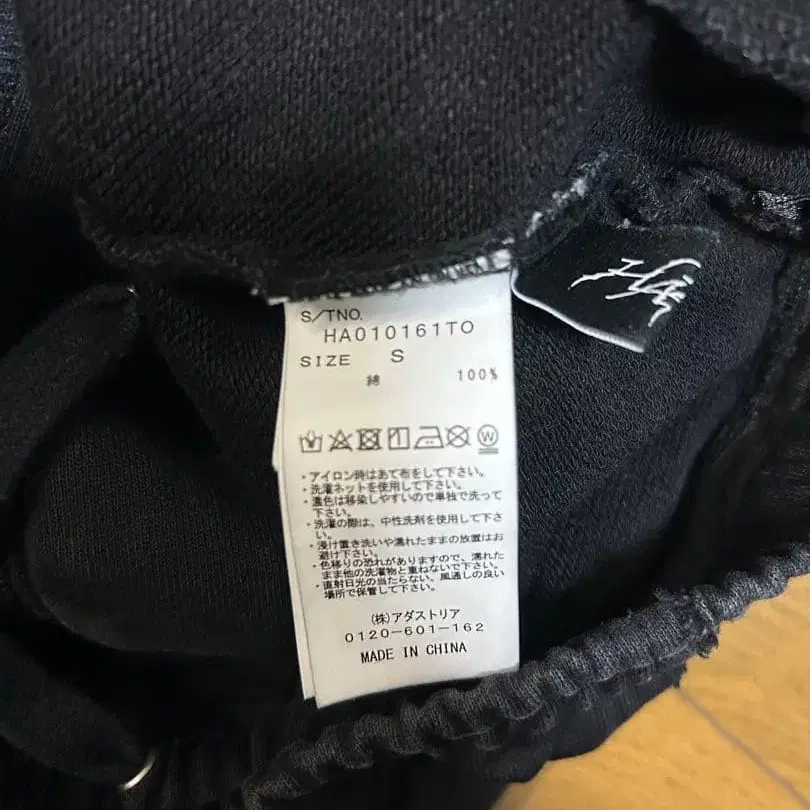 S/TNO.
HA010161TO
SIZE S
綿 100%
W
・アイロン時はあて布をして下さい。
・洗濯ネットを使用して下さい。
・濃色は移染しやすいので単独で洗って
下さい。
・洗濯の際は、中性洗剤を使用して下さ
い。
・浸け置き洗いや濡れたままの放置はお
避け下さい。
・色移りの恐れがありますので、濡れた
まま他の洗濯物と重ねないで下さい。
・直射日光の当たらない、風通しの良い
場所で保管して下さい。
(株)アダストリア
0120-601-162
MADE IN CHINA